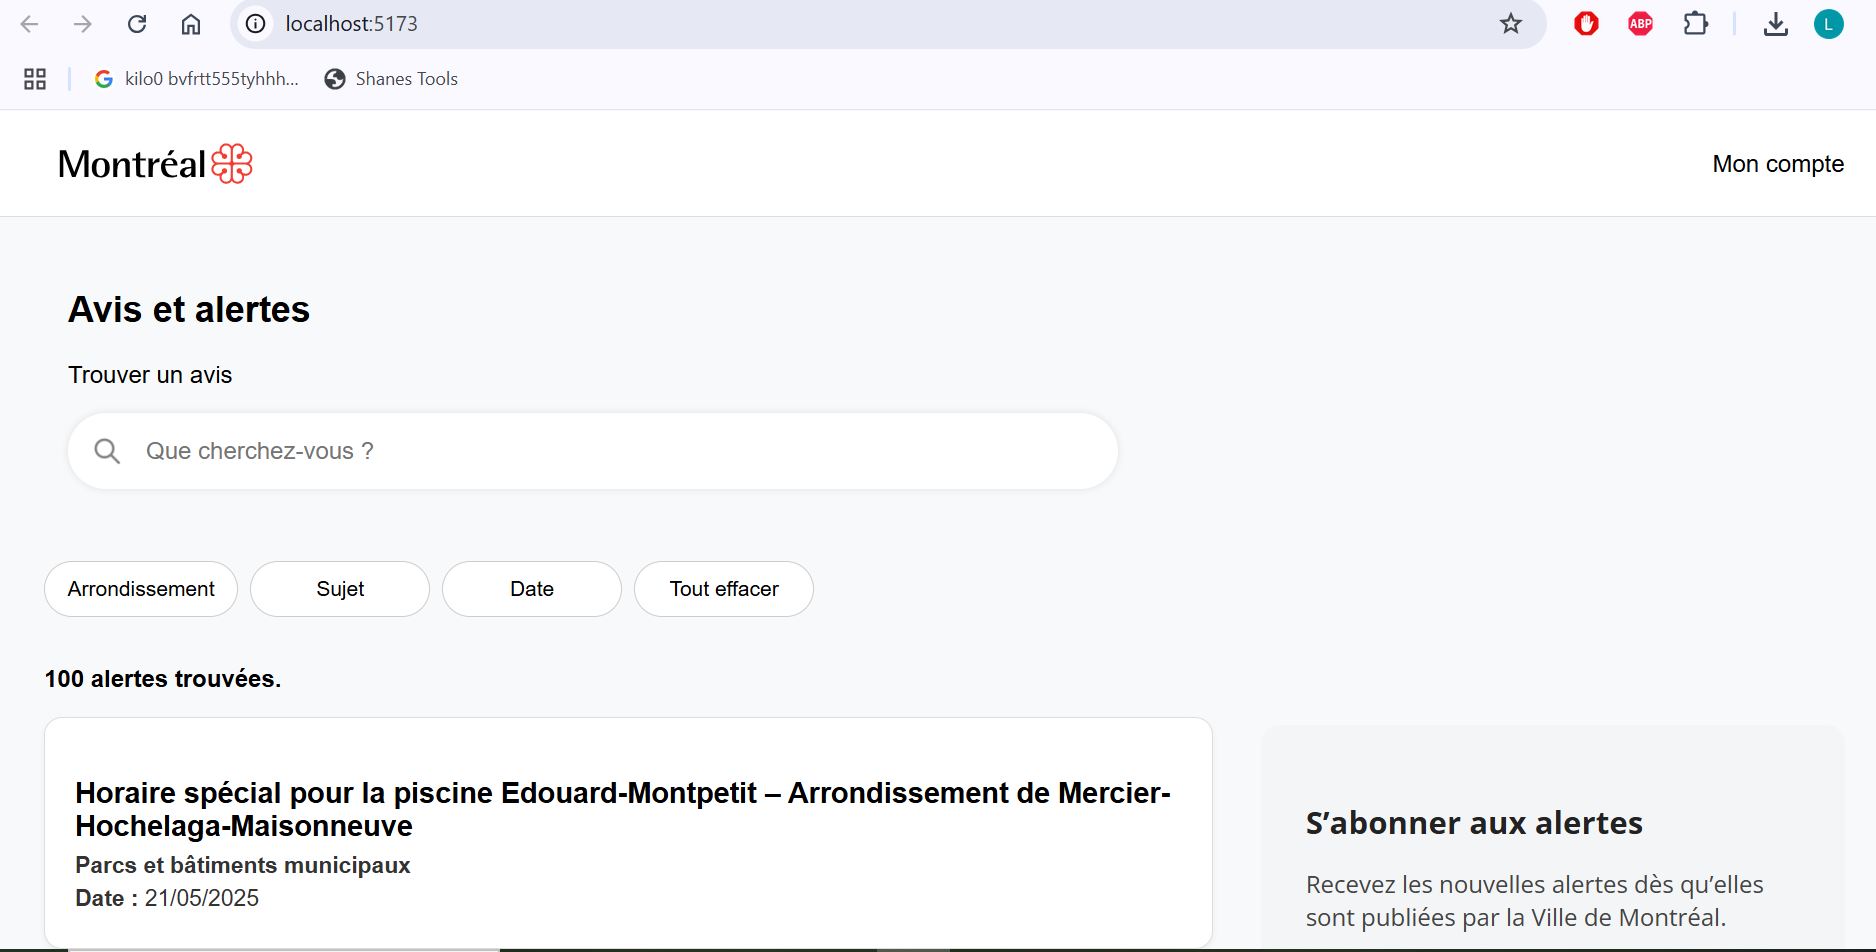 localhost:5173
ABP
L
kilo0 bvfrtt555tyhhh...
Shanes Tools
Montréal
Mon compte
Avis et alertes
Trouver un avis
Que cherchez-vous ?
Arrondissement
Sujet
Date
Tout effacer
100 alertes trouvées.
Horaire spécial pour la piscine Edouard-Montpetit – Arrondissement de Mercier-
Hochelaga-Maisonneuve
Parcs et bâtiments municipaux
Date : 21/05/2025
S’abonner aux alertes
Recevez les nouvelles alertes dès qu’elles
sont publiées par la Ville de Montréal.